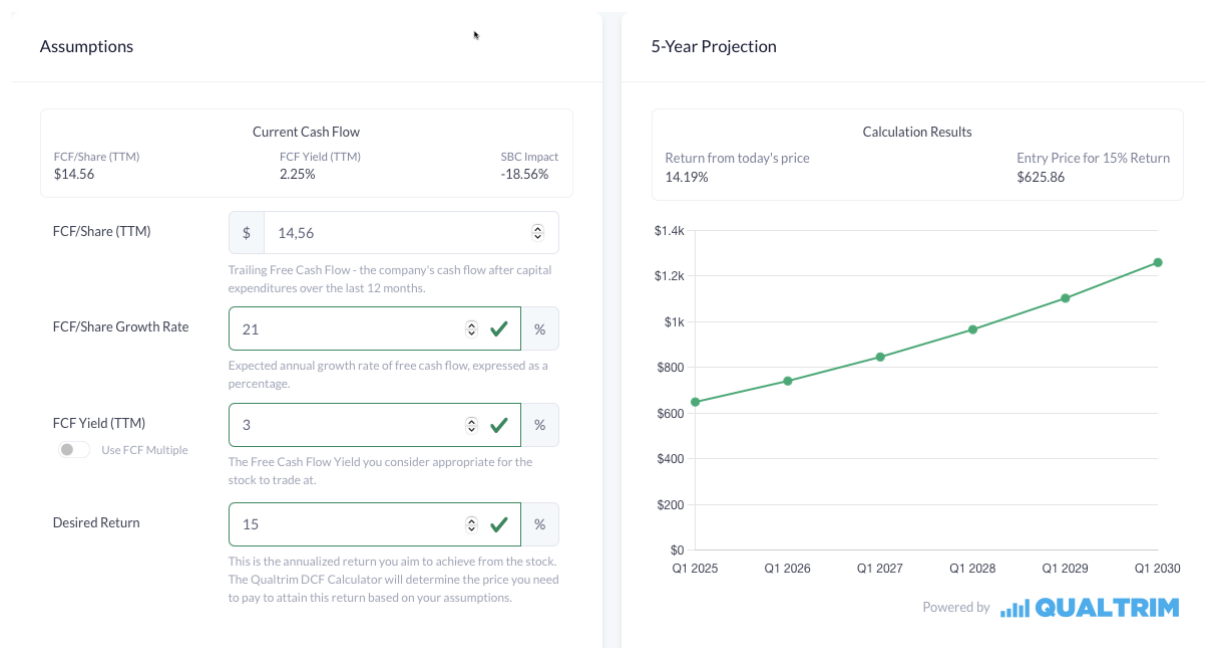 Assumptions
Current Cash Flow
FCF/Share (TTM) FCF Yield (TTM) SBC Impact
$14.56 2.25% -18.56%
FCF/Share (TTM)
$ 14,56
Trailing Free Cash Flow - the company's cash flow after capital
expenditures over the last 12 months.
FCF/Share Growth Rate
21 %
Expected annual growth rate of free cash flow, expressed as a
percentage.
FCF Yield (TTM)
3 %
Use FCF Multiple
The Free Cash Flow Yield you consider appropriate for the
stock to trade at.
Desired Return
15 %
This is the annualized return you aim to achieve from the stock.
The Qualtrim DCF Calculator will determine the price you need
to pay to attain this return based on your assumptions.
5-Year Projection
Calculation Results
Return from today's price Entry Price for 15% Return
14.19% $625.86
$1.4k
$1.2k
$1k
$800
$600
$400
$200
$0
Q1 2025 Q1 2026 Q1 2027 Q1 2028 Q1 2029 Q1 2030
Powered by QUALTRIM